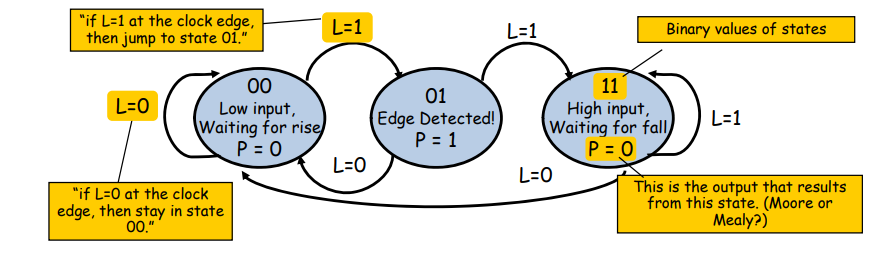 “if L=1 at the clock edge,
then jump to state 01.”
L=1
L=1
Binary values of states
00
Low input,
Waiting for rise
P = 0
01
Edge Detected!
P = 1
11
High input,
Waiting for fall
P = 0
L=0
L=1
L=0
L=0
“if L=0 at the clock
edge, then stay in state
00.”
This is the output that results
from this state. (Moore or
Mealy?)